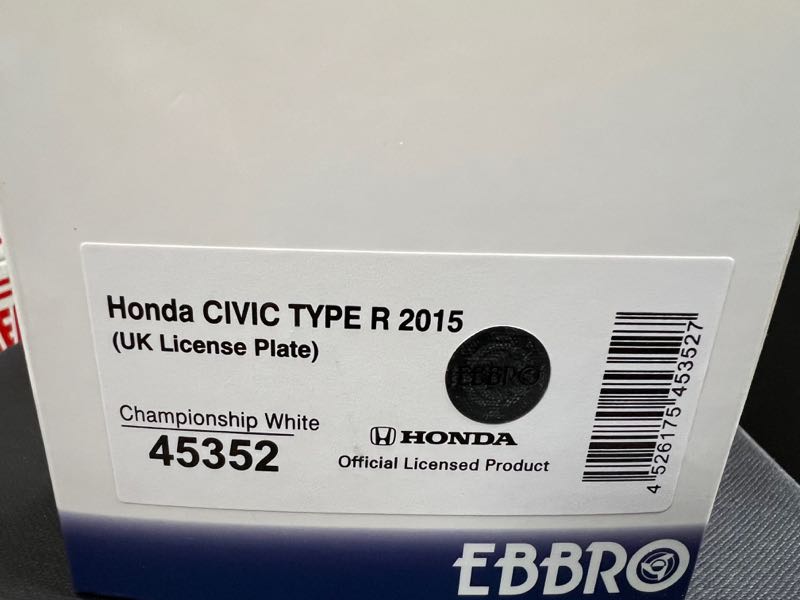 Honda CIVIC TYPE R 2015
(UK License Plate)
EBBRO
Championship White
45352
HONDA
Official Licensed Product
4 526175 453527
EBBRO